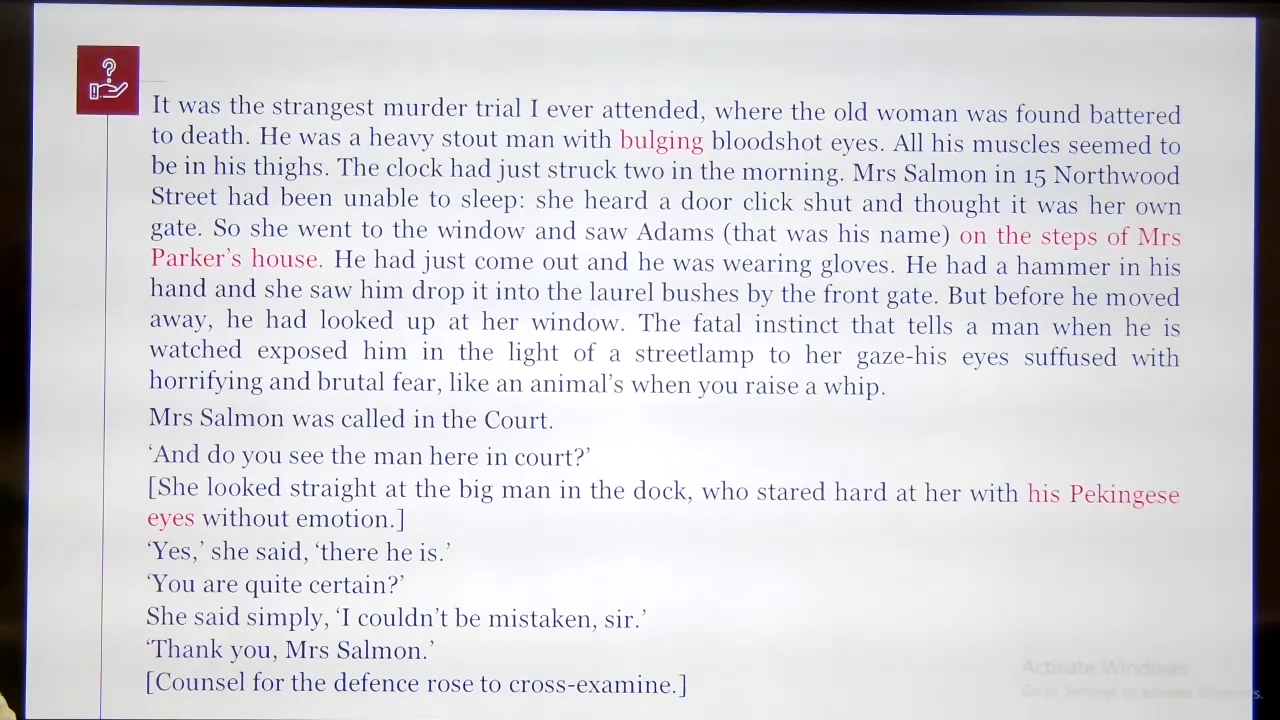 It was the strangest murder trial I ever attended, where the old woman was found battered
to death. He was a heavy stout man with bulging bloodshot eyes. All his muscles seemed to
be in his thighs. The clock had just struck two in the morning. Mrs Salmon in 15 Northwood
Street had been unable to sleep: she heard a door click shut and thought it was her own
gate. So she went to the window and saw Adams (that was his name) on the steps of Mrs
Parker's house. He had just come out and he was wearing gloves. He had a hammer in his
hand and she saw him drop it into the laurel bushes by the front gate. But before he moved
away, he had looked up at her window. The fatal instinct that tells a man when he is
watched exposed him in the light of a streetlamp to her gaze-his eyes suffused with
horrifying and brutal fear, like an animal's when you raise a whip.
Mrs Salmon was called in the Court.
‘And do you see the man here in court?’
[She looked straight at the big man in the dock, who stared hard at her with his Pekingese
eyes without emotion.]
‘Yes,’ she said, ‘there he is.’
‘You are quite certain?’
She said simply, ‘I couldn’t be mistaken, sir.’
‘Thank you, Mrs Salmon.’
[Counsel for the defence rose to cross-examine.]
Activate Windows
Go to Settings to activate Windows.